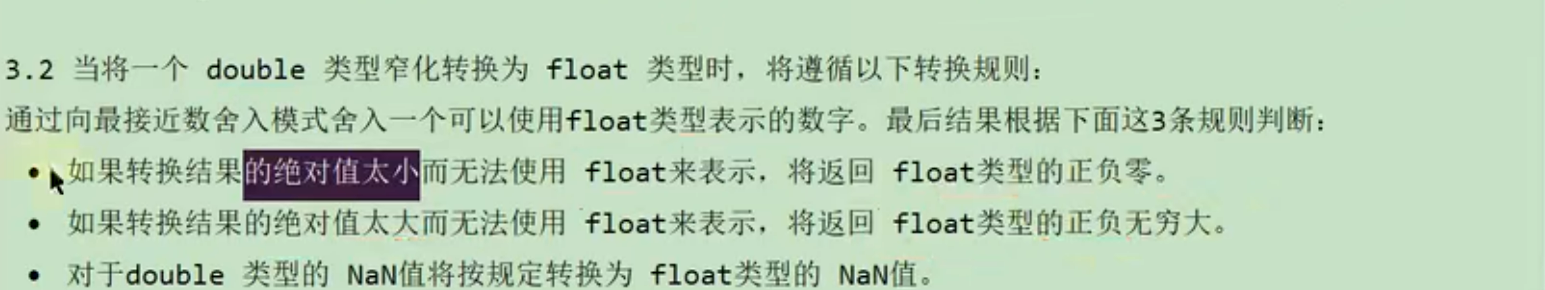 3.2 当将一个 double 类型窄化转换为 float 类型时，将遵循以下转换规则：
通过向最接近数舍入模式舍入一个可以使用float类型表示的数字。最后结果根据下面这3条规则判断：
• 如果转换结果的绝对值太小而无法使用 float来表示，将返回 float类型的正负零。
• 如果转换结果的绝对值太大而无法使用 float来表示，将返回 float类型的正负无穷大。
• 对于double 类型的 NaN值将按规定转换为 float类型的 NaN值。